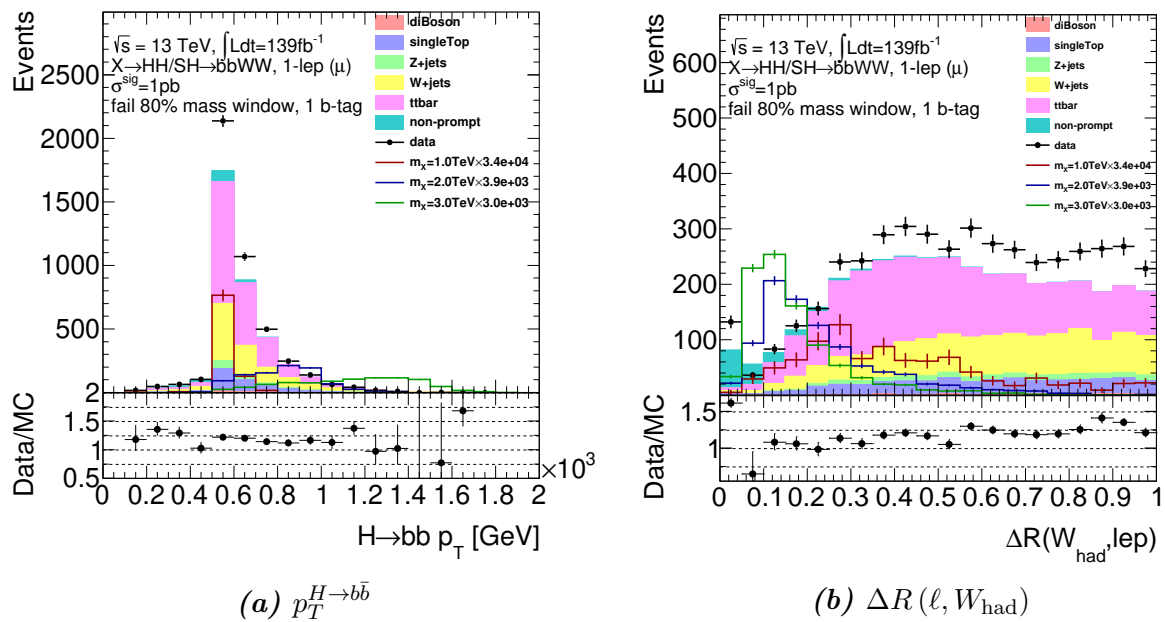 Events
2500
2000
1500
1000
500
√s = 13 TeV, ∫Ldt=139fb⁻¹
X→HH/SH→b̄bWW, 1-lep (μ)
σ^sig=1pb
fail 80% mass window, 1 b-tag
diBoson
singleTop
Z+jets
W+jets
ttbar
non-prompt
data
mₓ=1.0TeV×3.4e+04
mₓ=2.0TeV×3.9e+03
mₓ=3.0TeV×3.0e+03
Data/MC
2
1.5
1
0.5
0 0.2 0.4 0.6 0.8 1 1.2 1.4 1.6 1.8 2
×10³
H→bb p_T [GeV]
(a) p_T^{H→bb̄}
Events
600
500
400
300
200
100
√s = 13 TeV, ∫Ldt=139fb⁻¹
X→HH/SH→b̄bWW, 1-lep (μ)
σ^sig=1pb
fail 80% mass window, 1 b-tag
diBoson
singleTop
Z+jets
W+jets
ttbar
non-prompt
data
mₓ=1.0TeV×3.4e+04
mₓ=2.0TeV×3.9e+03
mₓ=3.0TeV×3.0e+03
Data/MC
1.5
1
0 0.1 0.2 0.3 0.4 0.5 0.6 0.7 0.8 0.9 1
ΔR(W_had,lep)
(b) ΔR (ℓ, W_had)